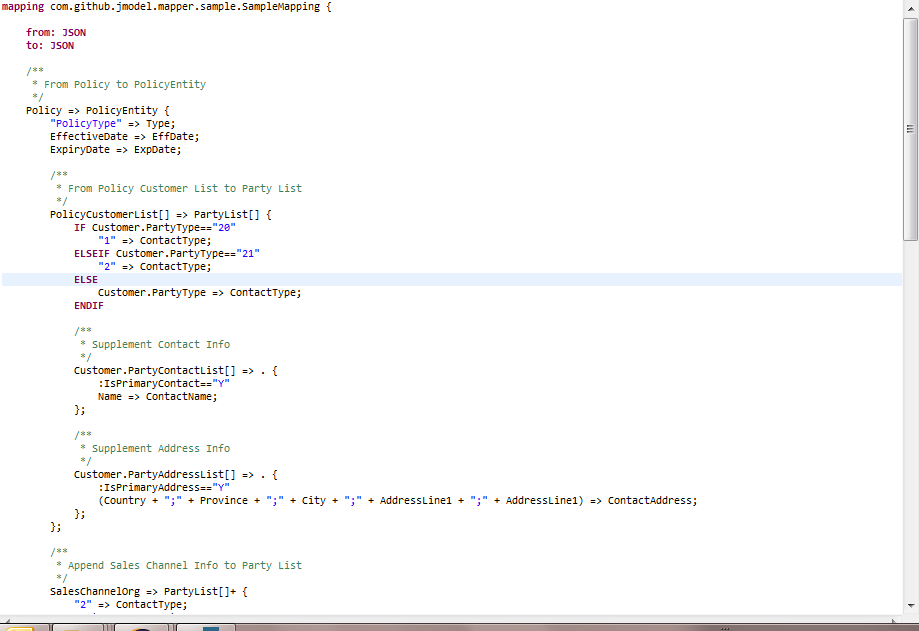 mapping com.github.jmodel.mapper.sample.SampleMapping {
from: JSON
to: JSON
/**
* From Policy to PolicyEntity
*/
Policy => PolicyEntity {
"PolicyType" => Type;
EffectiveDate => EffDate;
ExpiryDate => ExpDate;
/**
* From Policy Customer List to Party List
*/
PolicyCustomerList[] => PartyList[] {
IF Customer.PartyType=="20"
"1" => ContactType;
ELSEIF Customer.PartyType=="21"
"2" => ContactType;
ELSE
Customer.PartyType => ContactType;
ENDIF
/**
* Supplement Contact Info
*/
Customer.PartyContactList[] => . {
:IsPrimaryContact=="Y"
Name => ContactName;
};
/**
* Supplement Address Info
*/
Customer.PartyAddressList[] => . {
:IsPrimaryAddress=="Y"
(Country + ";" + Province + ";" + City + ";" + AddressLine1 + ";" + AddressLine1) => ContactAddress;
};
};
/**
* Append Sales Channel Info to Party List
*/
SalesChannelOrg => PartyList[]+ {
"2" => ContactType;